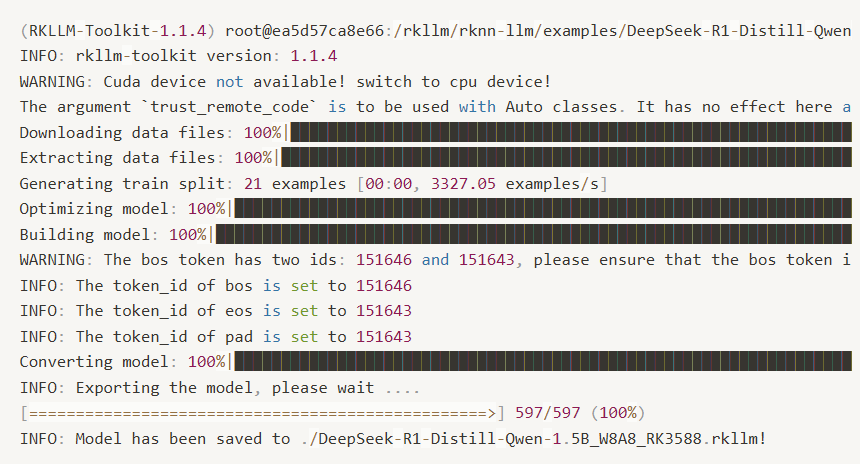 (RKLLM-Toolkit-1.1.4) root@ea5d57ca8e66:/rkllm/rknn-llm/examples/DeepSeek-R1-Distill-Qwen
INFO: rkllm-toolkit version: 1.1.4
WARNING: Cuda device not available! switch to cpu device!
The argument `trust_remote_code` is to be used with Auto classes. It has no effect here a
Downloading data files: 100%|
Extracting data files: 100%|
Generating train split: 21 examples [00:00, 3327.05 examples/s]
Optimizing model: 100%|
Building model: 100%|
WARNING: The bos token has two ids: 151646 and 151643, please ensure that the bos token i
INFO: The token_id of bos is set to 151646
INFO: The token_id of eos is set to 151643
INFO: The token_id of pad is set to 151643
Converting model: 100%|
INFO: Exporting the model, please wait ....
[=================================================>] 597/597 (100%)
INFO: Model has been saved to ./DeepSeek-R1-Distill-Qwen-1.5B_W8A8_RK3588.rkllm!